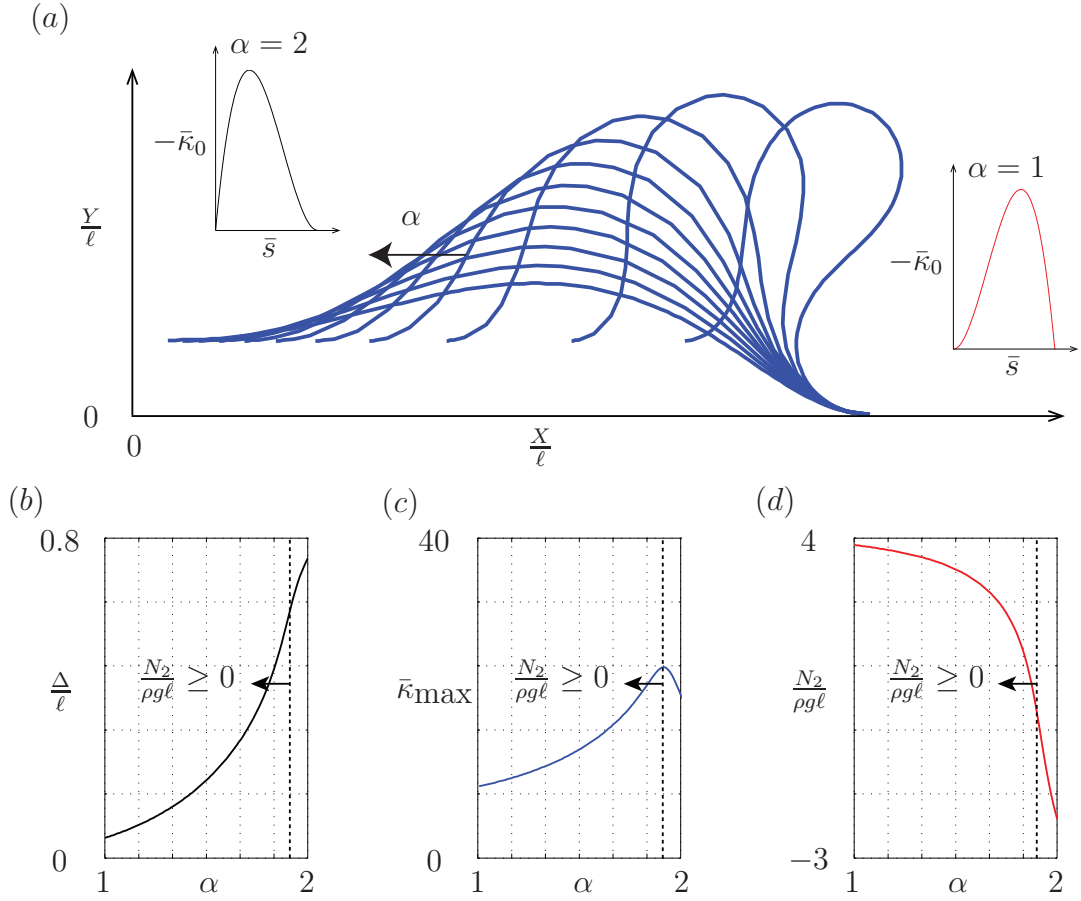 (a)
α = 2
−κ̄₀
s̄
α = 1
−κ̄₀
s̄
α
Y/ℓ
0
0
X/ℓ
(b)
(c)
(d)
0.8
Δ/ℓ
N₂/ρgℓ ≥ 0
0
1
α
2
40
κ̄max
N₂/ρgℓ ≥ 0
0
1
α
2
4
N₂/ρgℓ
N₂/ρgℓ ≥ 0
−3
1
α
2